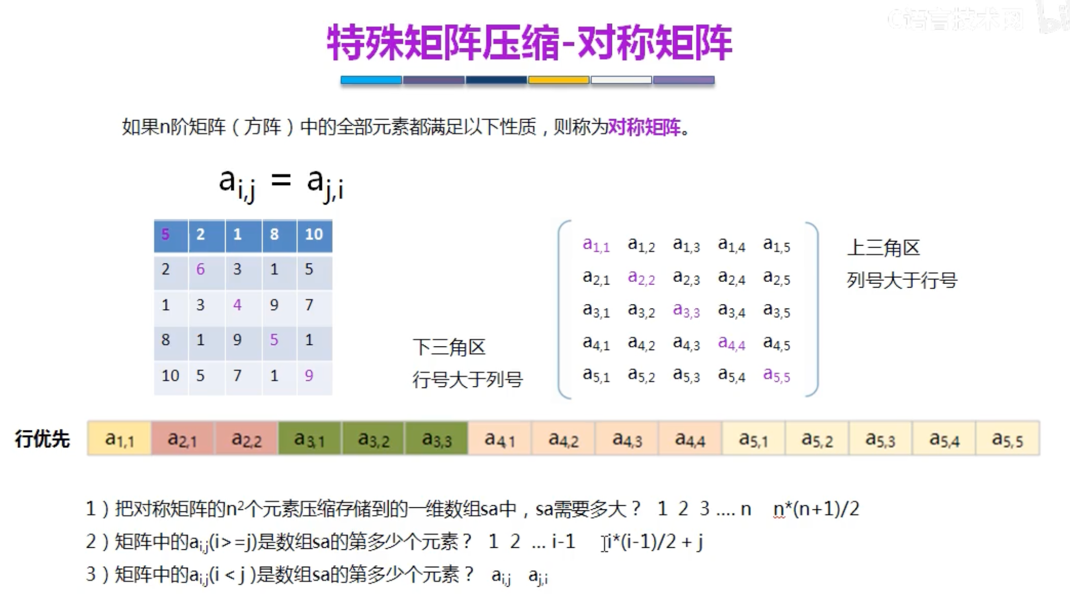 C语言技术网
特殊矩阵压缩-对称矩阵
如果n阶矩阵（方阵）中的全部元素都满足以下性质，则称为对称矩阵。
a_{i,j} = a_{j,i}
5 2 1 8 10
2 6 3 1 5
1 3 4 9 7
8 1 9 5 1
10 5 7 1 9
下三角区
行号大于列号
a_{1,1} a_{1,2} a_{1,3} a_{1,4} a_{1,5}
a_{2,1} a_{2,2} a_{2,3} a_{2,4} a_{2,5}
a_{3,1} a_{3,2} a_{3,3} a_{3,4} a_{3,5}
a_{4,1} a_{4,2} a_{4,3} a_{4,4} a_{4,5}
a_{5,1} a_{5,2} a_{5,3} a_{5,4} a_{5,5}
上三角区
列号大于行号
行优先 a_{1,1} a_{2,1} a_{2,2} a_{3,1} a_{3,2} a_{3,3} a_{4,1} a_{4,2} a_{4,3} a_{4,4} a_{5,1} a_{5,2} a_{5,3} a_{5,4} a_{5,5}
1）把对称矩阵的n²个元素压缩存储到的一维数组sa中，sa需要多大？ 1 2 3 .... n n*(n+1)/2
2）矩阵中的a_{i,j}(i>=j)是数组sa的第多少个元素？ 1 2 ... i-1 i*(i-1)/2 + j
3）矩阵中的a_{i,j}(i < j )是数组sa的第多少个元素？ a_{i,j} a_{j,i}